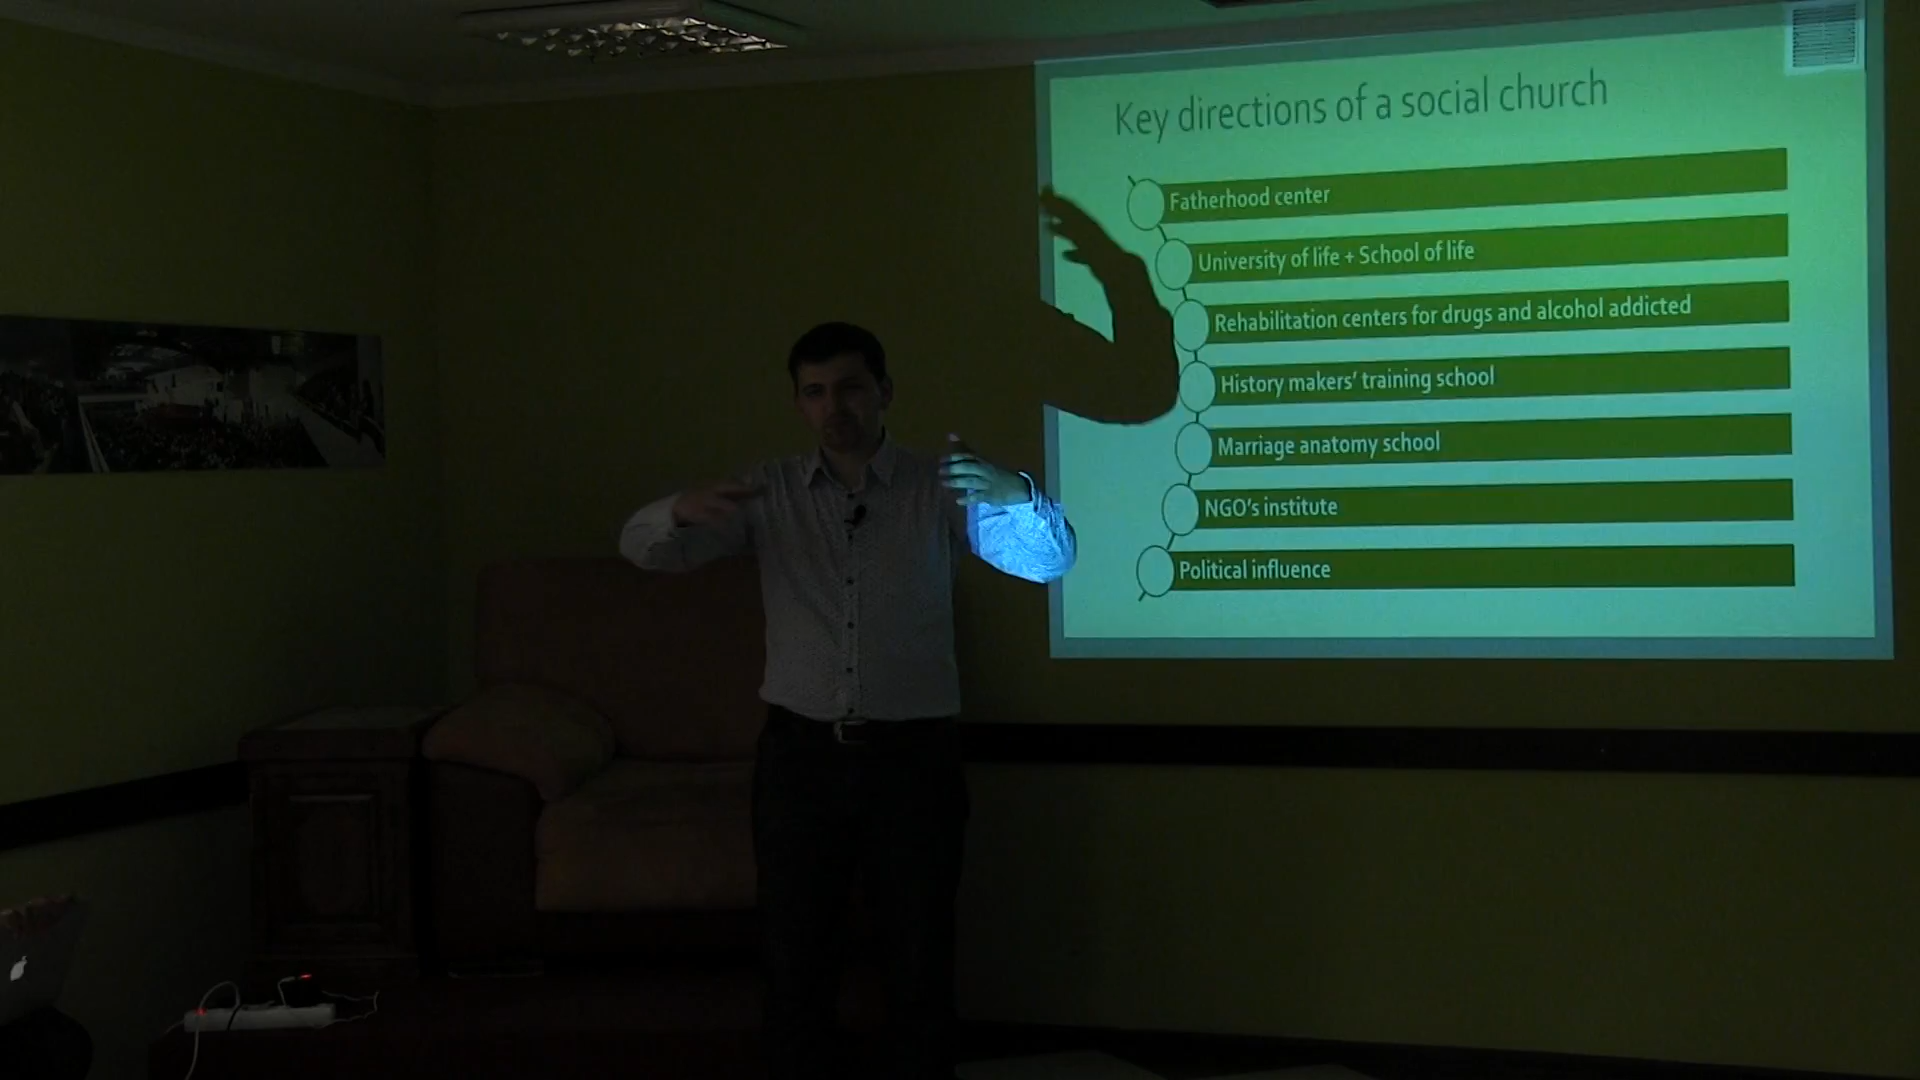 Key directions of a social church
Fatherhood center
University of life + School of life
Rehabilitation centers for drugs and alcohol addicted
History makers' training school
Marriage anatomy school
NGO's institute
Political influence